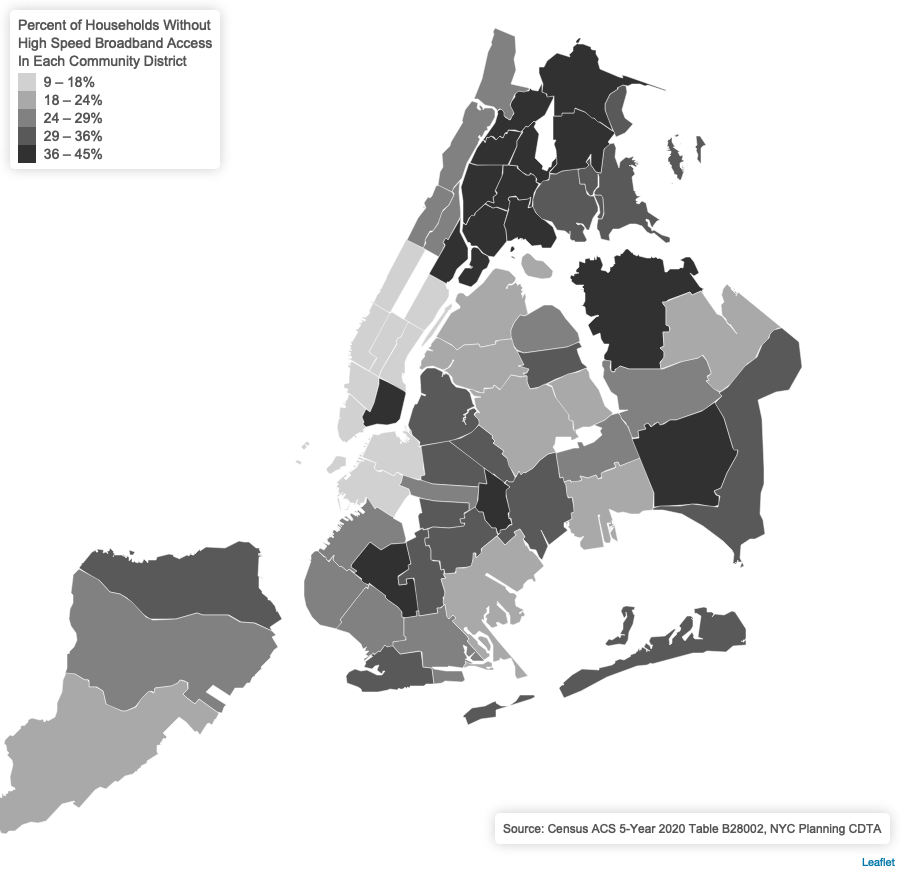 Percent of Households Without
High Speed Broadband Access
In Each Community District
9 – 18%
18 – 24%
24 – 29%
29 – 36%
36 – 45%
Source: Census ACS 5-Year 2020 Table B28002, NYC Planning CDTA
Leaflet